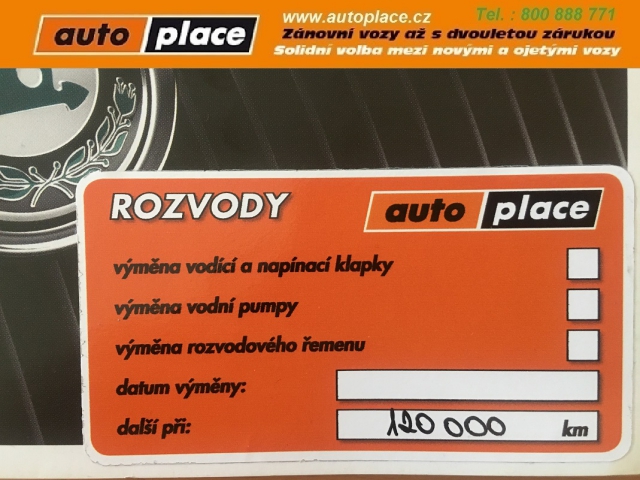 auto place
www.autoplace.cz
Tel. : 800 888 771
Zánovní vozy až s dvouletou zárukou
Solidní volba mezi novými a ojetými vozy
ROZVODY
auto place
výměna vodící a napínací klapky
výměna vodní pumpy
výměna rozvodového řemenu
datum výměny:
další při: 120 000 km